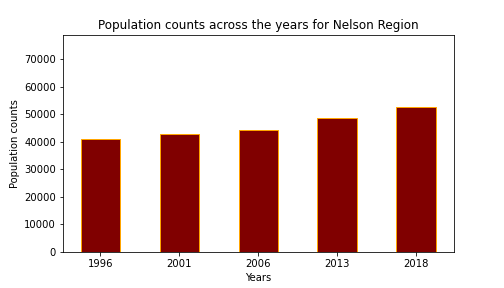 Population counts across the years for Nelson Region
Population counts
70000
60000
50000
40000
30000
20000
10000
0
1996 2001 2006 2013 2018
Years